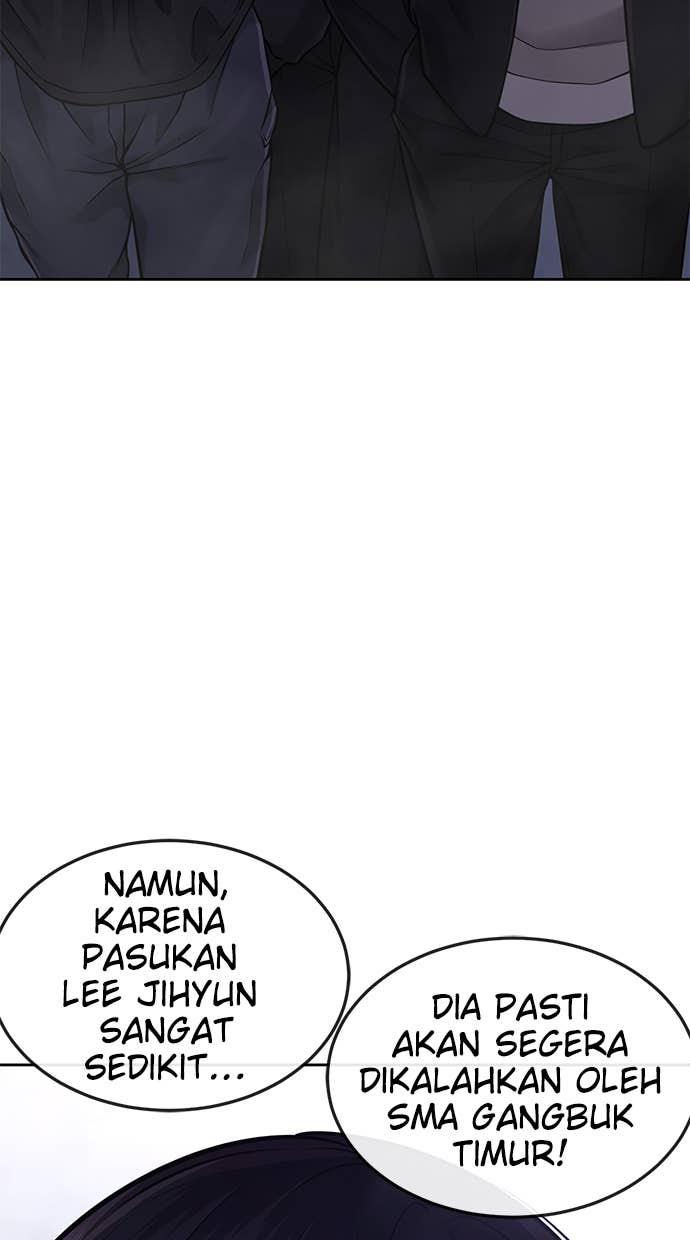 NAMUN,
KARENA
PASUKAN
LEE JIHYUN
SANGAT
SEDIKIT...
DIA PASTI
AKAN SEGERA
DIKALAHKAN OLEH
SMA GANGBUK
TIMUR!